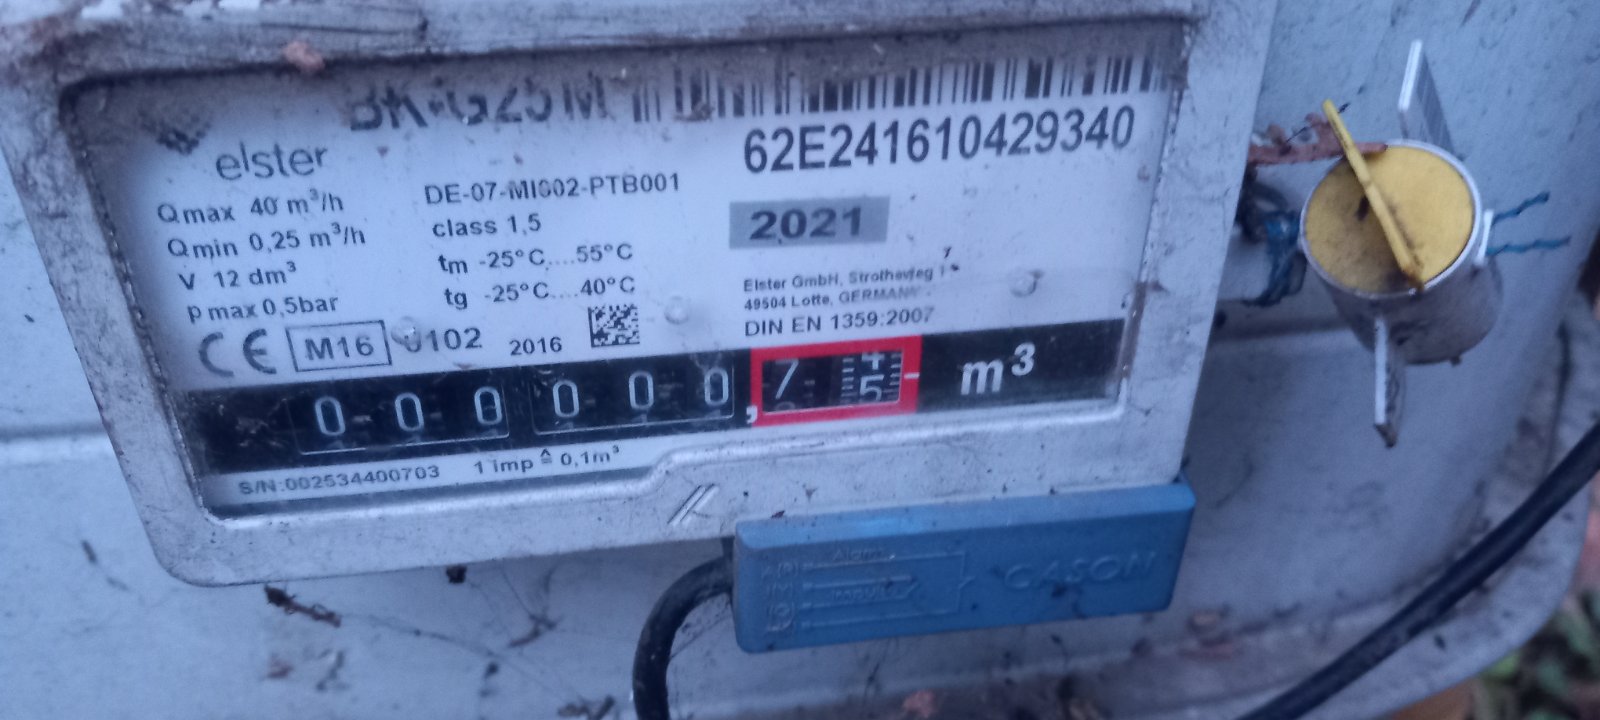 BK-G25M
62E241610429340
elster
Qmax 40 m³/h
Qmin 0,25 m³/h
V 12 dm³
p max 0,5bar
DE-07-MI002-PTB001
class 1,5
tm -25°C....55°C
tg -25°C....40°C
2021
Elster GmbH, Strotheweg 1
49504 Lotte, GERMANY
DIN EN 1359:2007
CE M16 0102 2016
0 0 0 0 0 0 , 7 4 5 m³
S/N:002534400703 1 imp ≙ 0,1m³
CASON